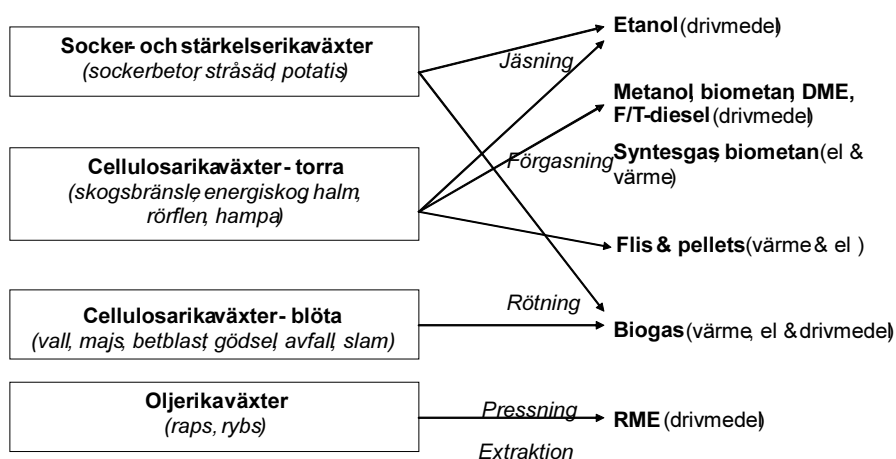 Socker- och stärkelserikaväxter
(sockerbetor, stråsäd, potatis)
Cellulosarikaväxter - torra
(skogsbränsle, energiskog, halm,
rörflen, hampa)
Cellulosarikaväxter - blöta
(vall, majs, betblast, gödsel, avfall, slam)
Oljerikaväxter
(raps, rybs)
Jäsning
Förgasning
Rötning
Pressning
Extraktion
Etanol (drivmedel)
Metanol, biometan, DME,
F/T-diesel (drivmedel)
Syntesgas, biometan (el &
värme)
Flis & pellets (värme & el )
Biogas (värme, el & drivmedel)
RME (drivmedel)